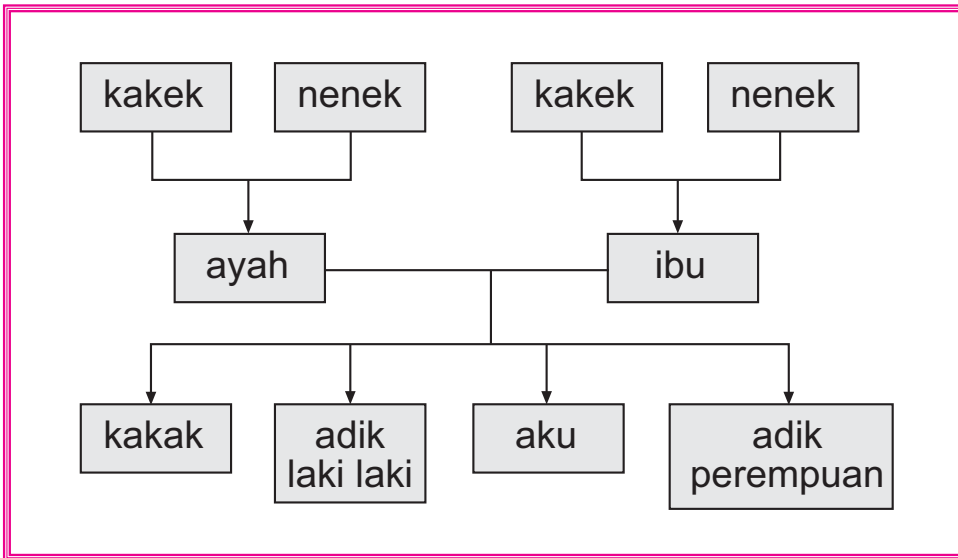 kakek
nenek
kakek
nenek
ayah
ibu
kakak
adik
laki laki
aku
adik
perempuan